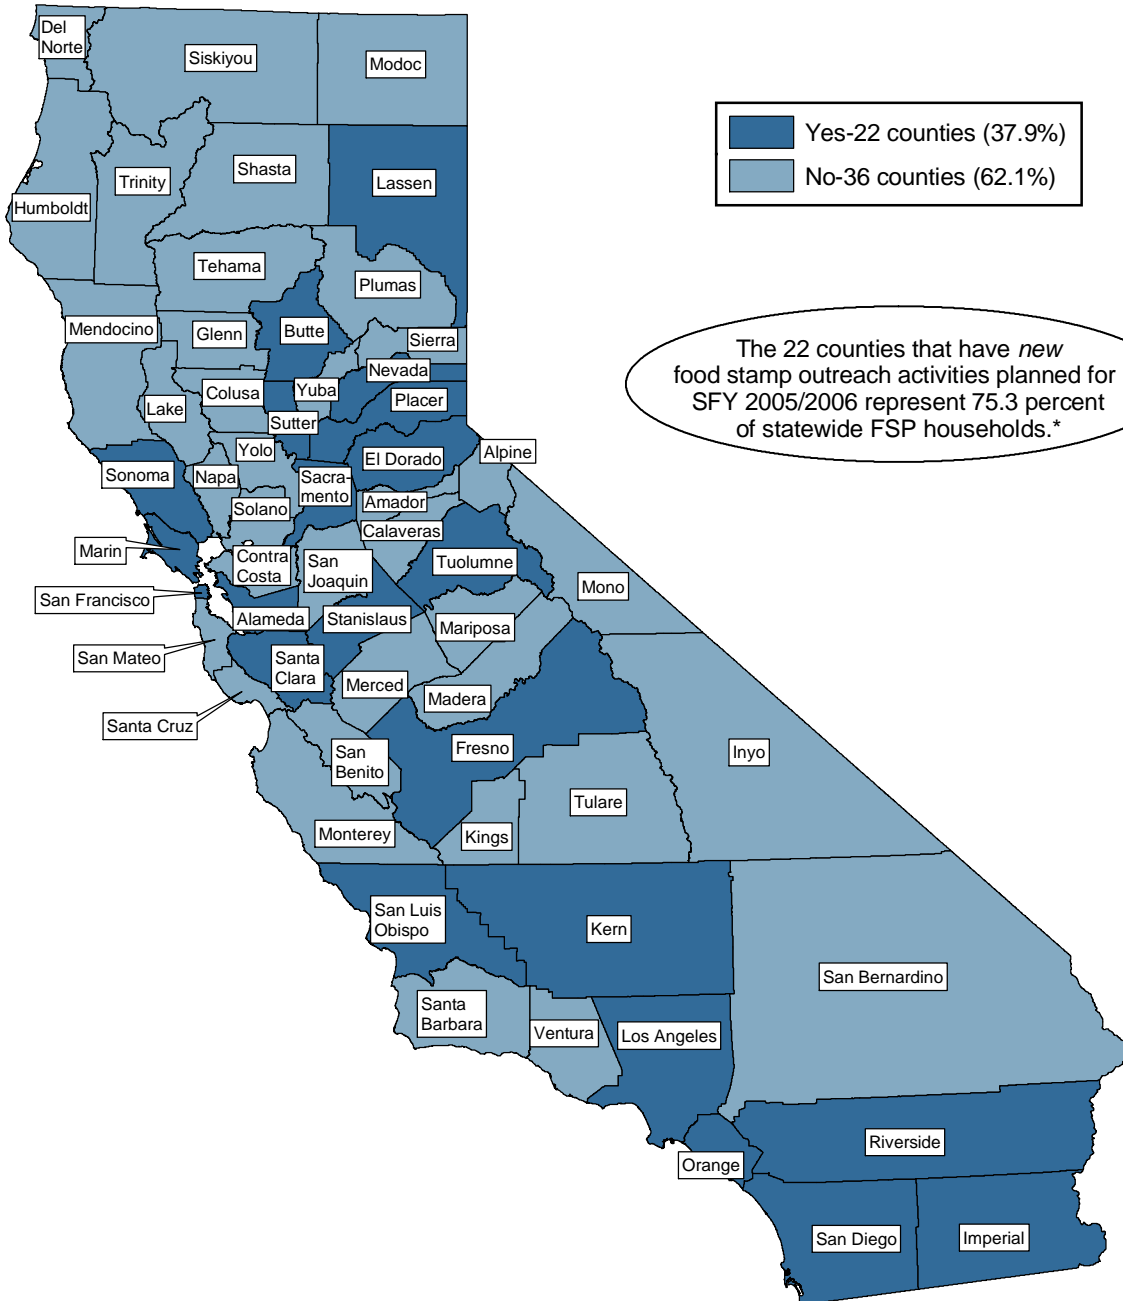 Del
Norte
Siskiyou
Modoc
Yes-22 counties (37.9%)
No-36 counties (62.1%)
Shasta
Trinity
Lassen
Humboldt
Tehama
Plumas
Mendocino
Glenn
Butte
Sierra
Nevada
Colusa
Yuba
Placer
Lake
Sutter
The 22 counties that have new
food stamp outreach activities planned for
SFY 2005/2006 represent 75.3 percent
of statewide FSP households.*
Yolo
El Dorado
Alpine
Sonoma
Napa
Sacra-
mento
Amador
Solano
Calaveras
Marin
Contra
Costa
San
Joaquin
Tuolumne
Mono
San Francisco
Alameda
Stanislaus
Mariposa
San Mateo
Santa
Clara
Merced
Madera
Santa Cruz
Fresno
San
Benito
Inyo
Tulare
Monterey
Kings
San Luis
Obispo
Kern
San Bernardino
Santa
Barbara
Ventura
Los Angeles
Riverside
Orange
San Diego
Imperial